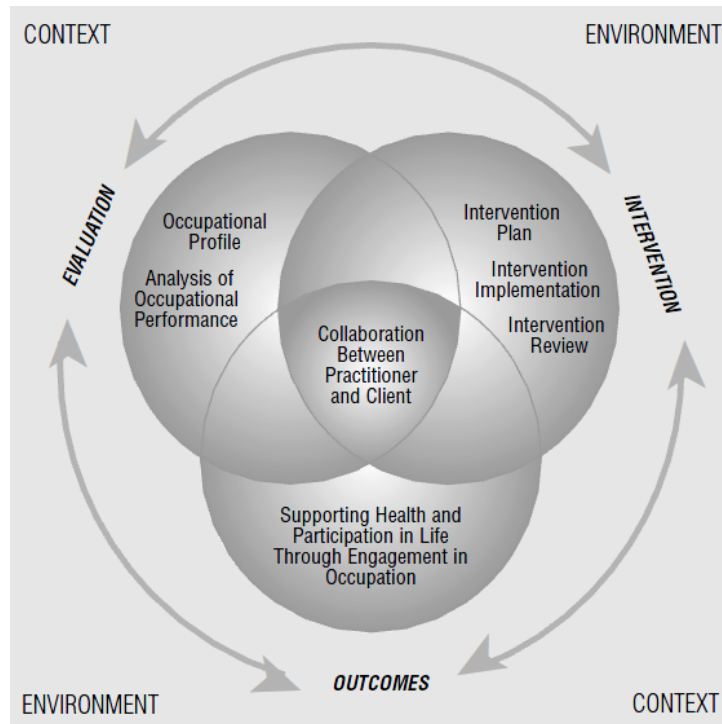 CONTEXT
ENVIRONMENT
EVALUATION
INTERVENTION
Occupational
Profile
Analysis of
Occupational
Performance
Intervention
Plan
Intervention
Implementation
Intervention
Review
Collaboration
Between
Practitioner
and Client
Supporting Health and
Participation in Life
Through Engagement in
Occupation
OUTCOMES
ENVIRONMENT
CONTEXT